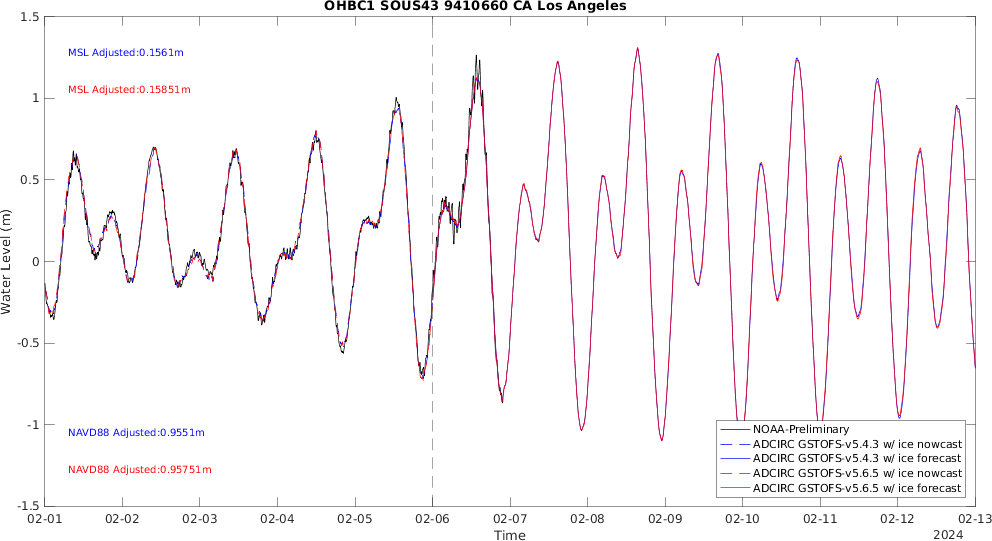 OHBC1 SOUS43 9410660 CA Los Angeles
1.5
1
0.5
0
-0.5
-1
-1.5
Water Level (m)
MSL Adjusted:0.1561m
MSL Adjusted:0.15851m
NAVD88 Adjusted:0.9551m
NAVD88 Adjusted:0.95751m
NOAA-Preliminary
ADCIRC GSTOFS-v5.4.3 w/ ice nowcast
ADCIRC GSTOFS-v5.4.3 w/ ice forecast
ADCIRC GSTOFS-v5.6.5 w/ ice nowcast
ADCIRC GSTOFS-v5.6.5 w/ ice forecast
02-01 02-02 02-03 02-04 02-05 02-06 02-07 02-08 02-09 02-10 02-11 02-12 02-13
Time
2024